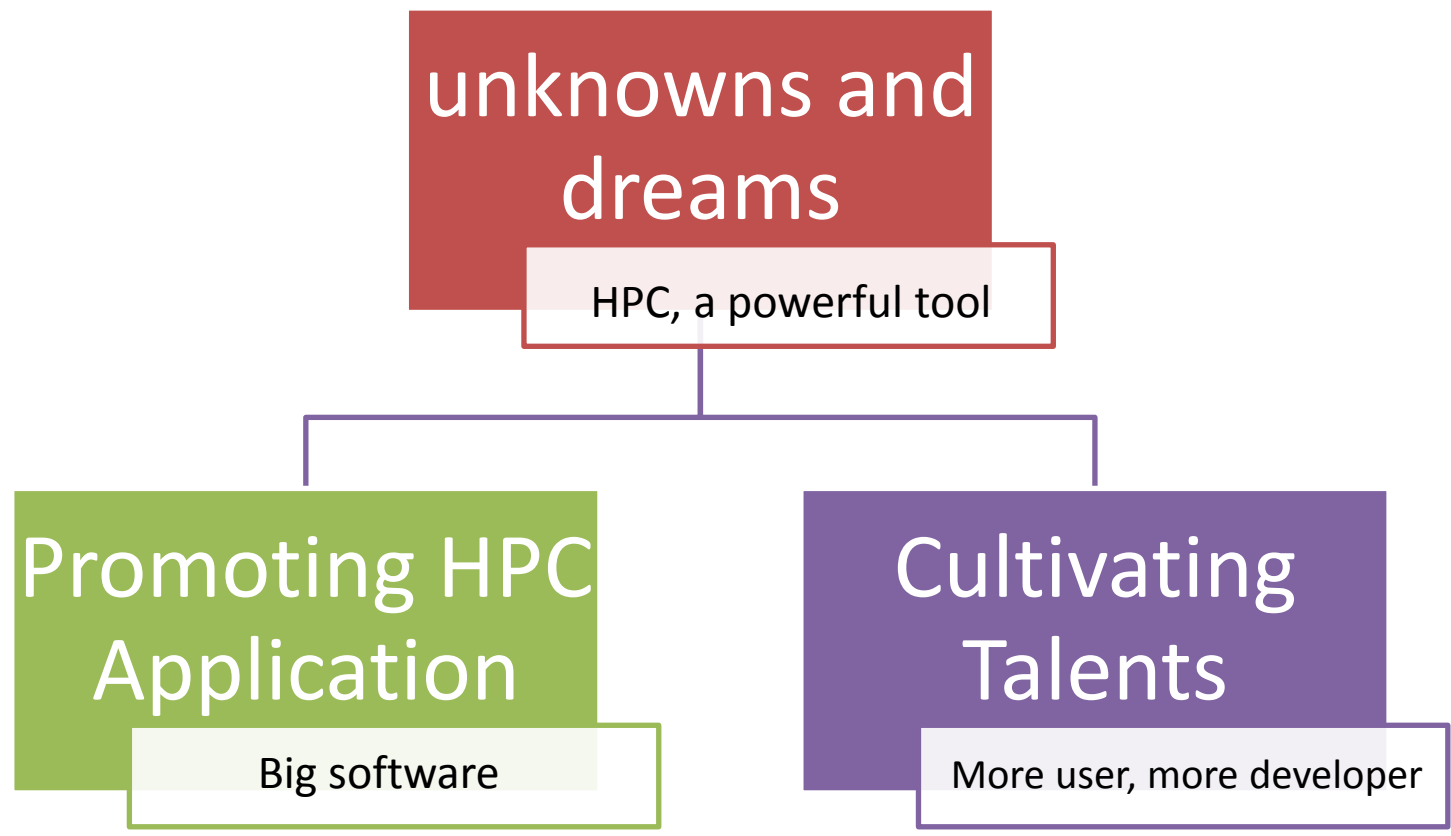 unknowns and
dreams
HPC, a powerful tool
Promoting HPC
Application
Big software
Cultivating
Talents
More user, more developer